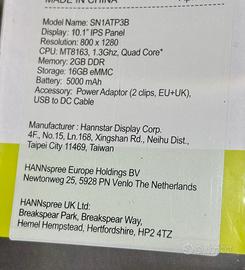 MADE IN CHINA
Model Name: SN1ATP3B
Display: 10.1" IPS Panel
Resolution: 800 x 1280
CPU: MT8163, 1.3Ghz, Quad Core*
Memory: 2GB DDR
Storage: 16GB eMMC
Battery: 5000 mAh
Accessory: Power Adaptor (2 clips, EU+UK),
USB to DC Cable
Manufacturer : Hannstar Display Corp.
4F., No.15, Ln.168, Xingshan Rd., Neihu Dist.,
Taipei City 11469, Taiwan
HANNspree Europe Holdings BV
Newtonweg 25, 5928 PN Venlo The Netherlands
HANNspree UK Ltd:
Breakspear Park, Breakspear Way,
Hemel Hempstead, Hertfordshire, HP2 4TZ